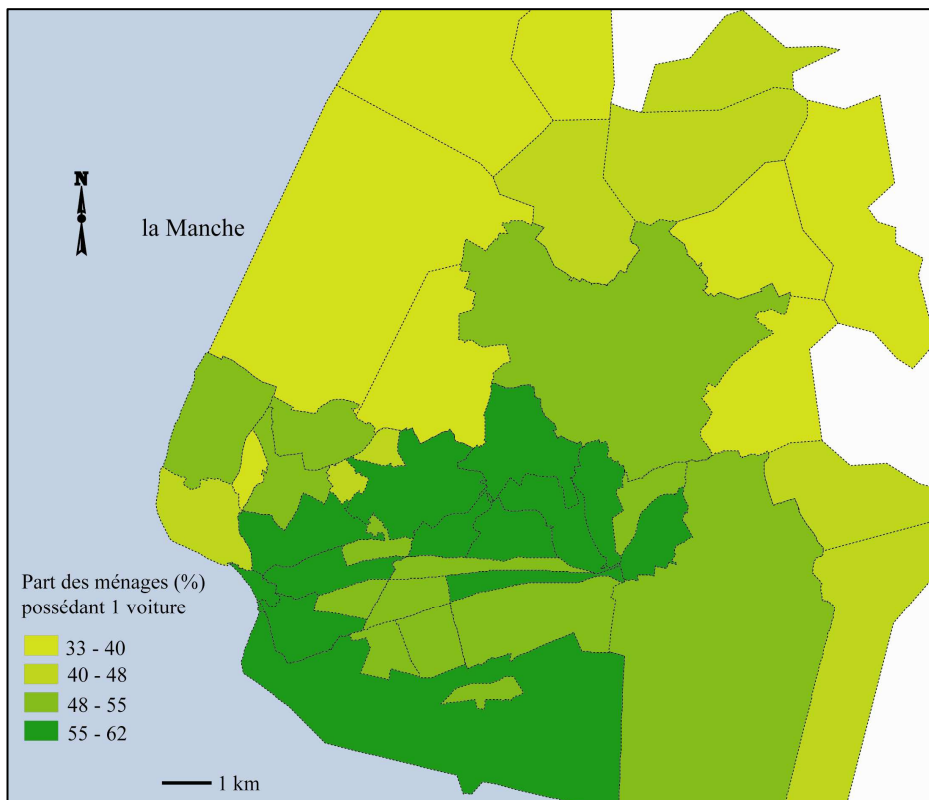 N
la Manche
Part des ménages (%)
possédant 1 voiture
33 - 40
40 - 48
48 - 55
55 - 62
1 km